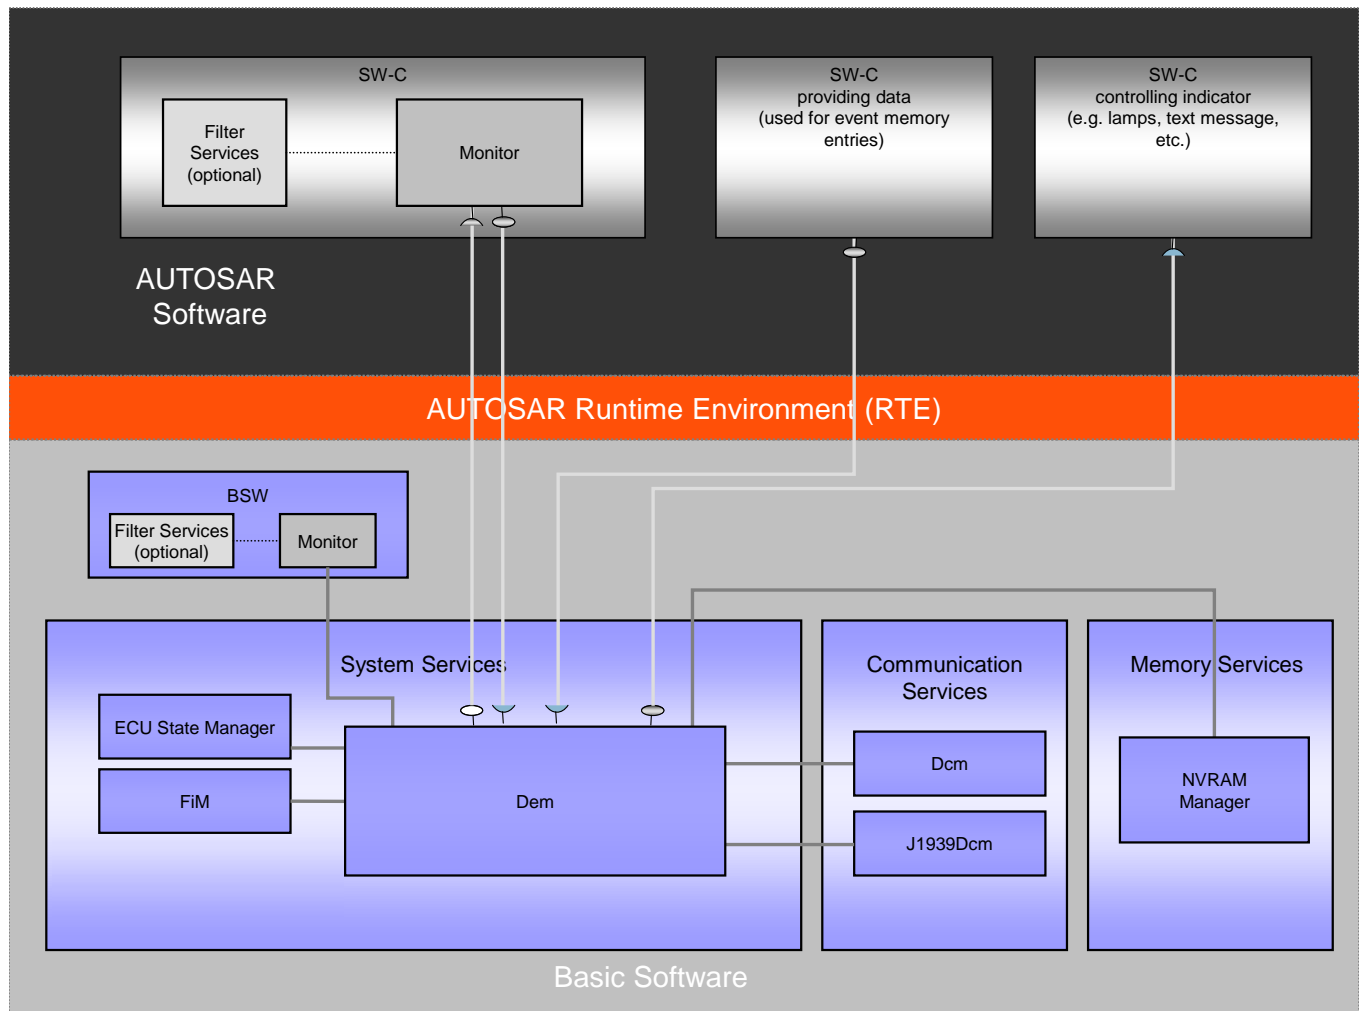 SW-C
Filter
Services
(optional)
Monitor
SW-C
providing data
(used for event memory
entries)
SW-C
controlling indicator
(e.g. lamps, text message,
etc.)
AUTOSAR
Software
AUTOSAR Runtime Environment (RTE)
BSW
Filter Services
(optional)
Monitor
System Services
ECU State Manager
FiM
Dem
Communication
Services
Dcm
J1939Dcm
Memory Services
NVRAM
Manager
Basic Software